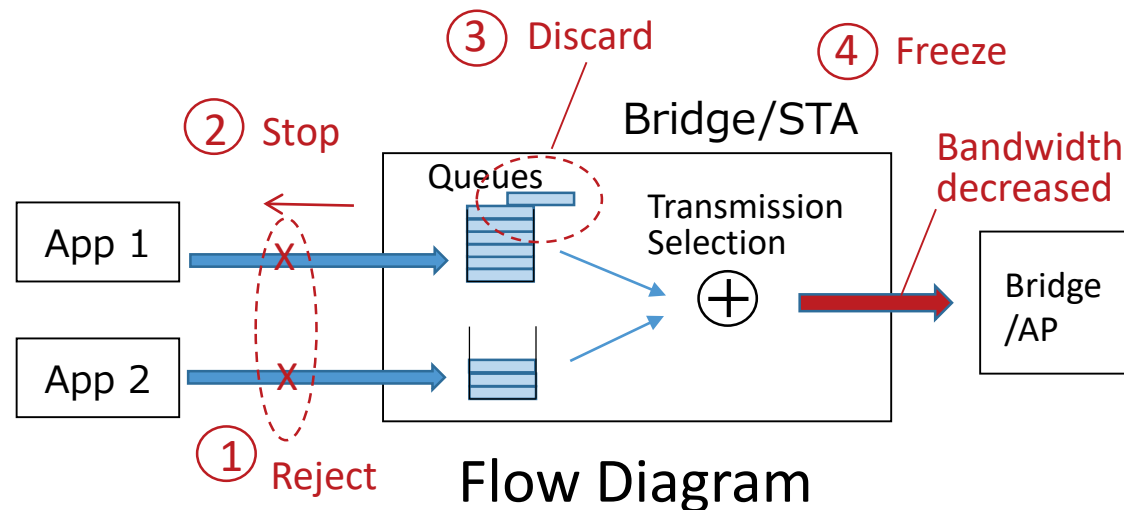 ③ Discard
④ Freeze
② Stop
Bridge/STA
Bandwidth
decreased
Queues
Transmission
Selection
App 1
X
Bridge
/AP
App 2
X
① Reject
Flow Diagram